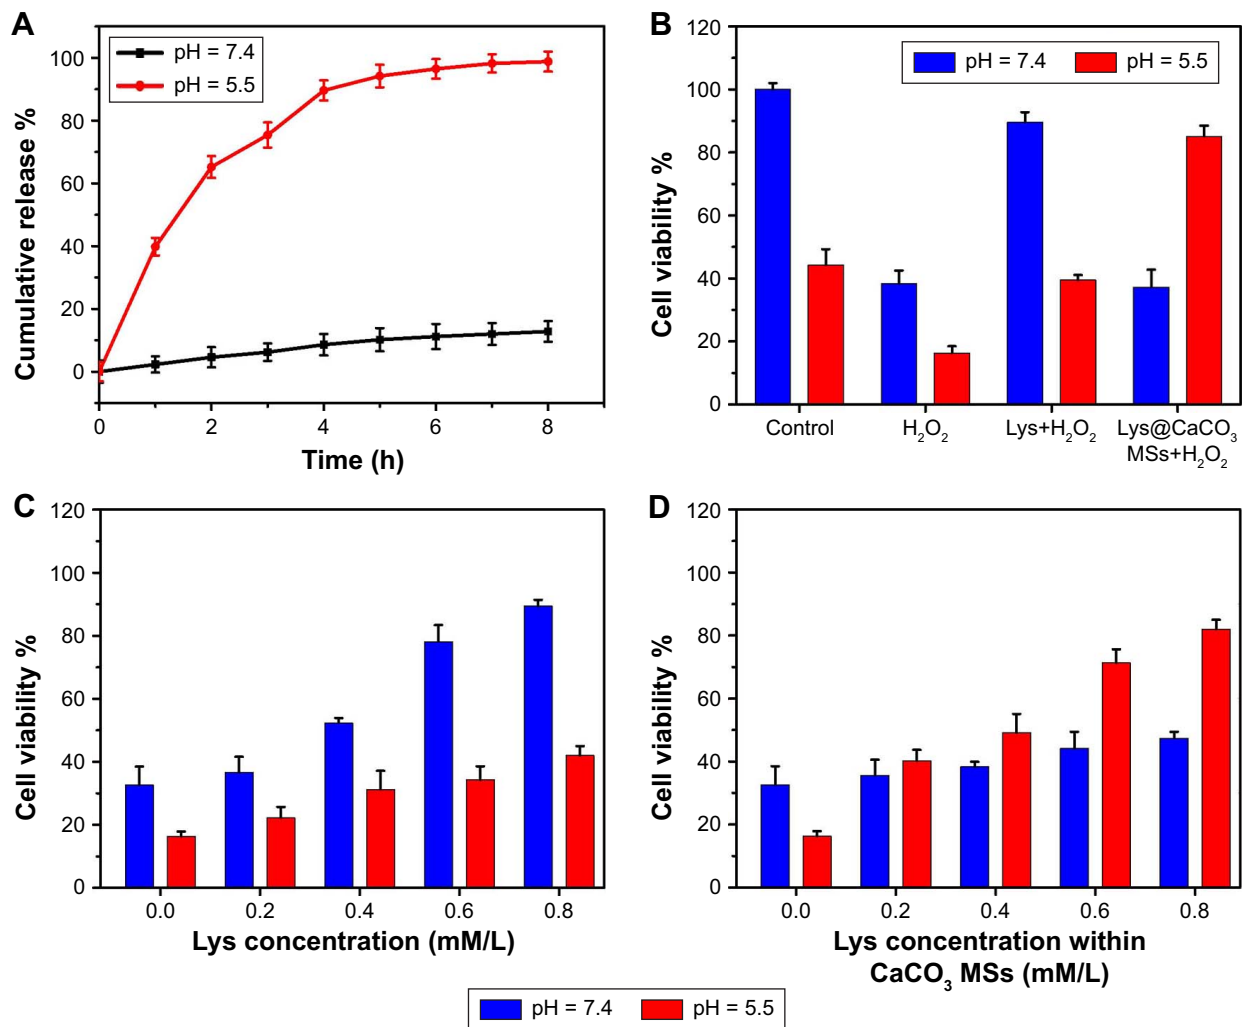 A
pH = 7.4
pH = 5.5
Cumulative release %
100
80
60
40
20
0
0 2 4 6 8
Time (h)
B
pH = 7.4 pH = 5.5
Cell viability %
120
100
80
60
40
20
0
Control H₂O₂ Lys+H₂O₂ Lys@CaCO₃
MSs+H₂O₂
C
Cell viability %
120
100
80
60
40
20
0
0.0 0.2 0.4 0.6 0.8
Lys concentration (mM/L)
D
Cell viability %
120
100
80
60
40
20
0
0.0 0.2 0.4 0.6 0.8
Lys concentration within
CaCO₃ MSs (mM/L)
pH = 7.4 pH = 5.5